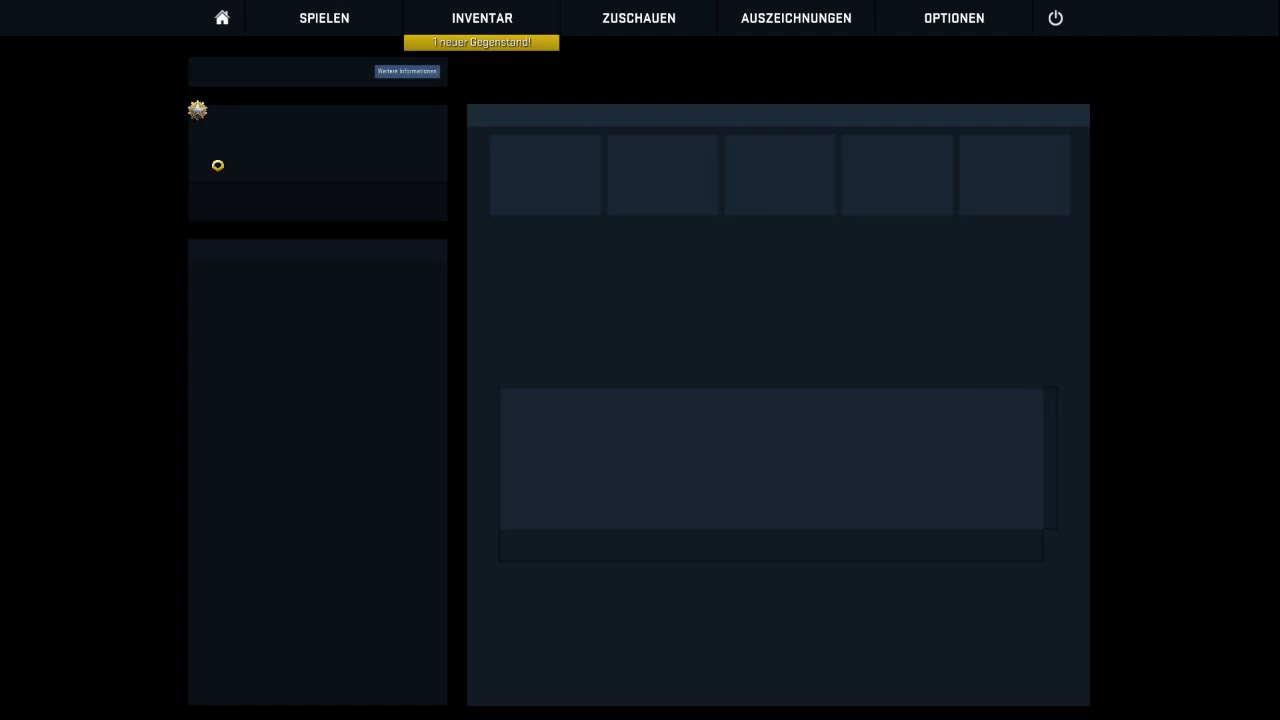 SPIELEN
INVENTAR
ZUSCHAUEN
AUSZEICHNUNGEN
OPTIONEN
1 neuer Gegenstand!
Weitere Informationen